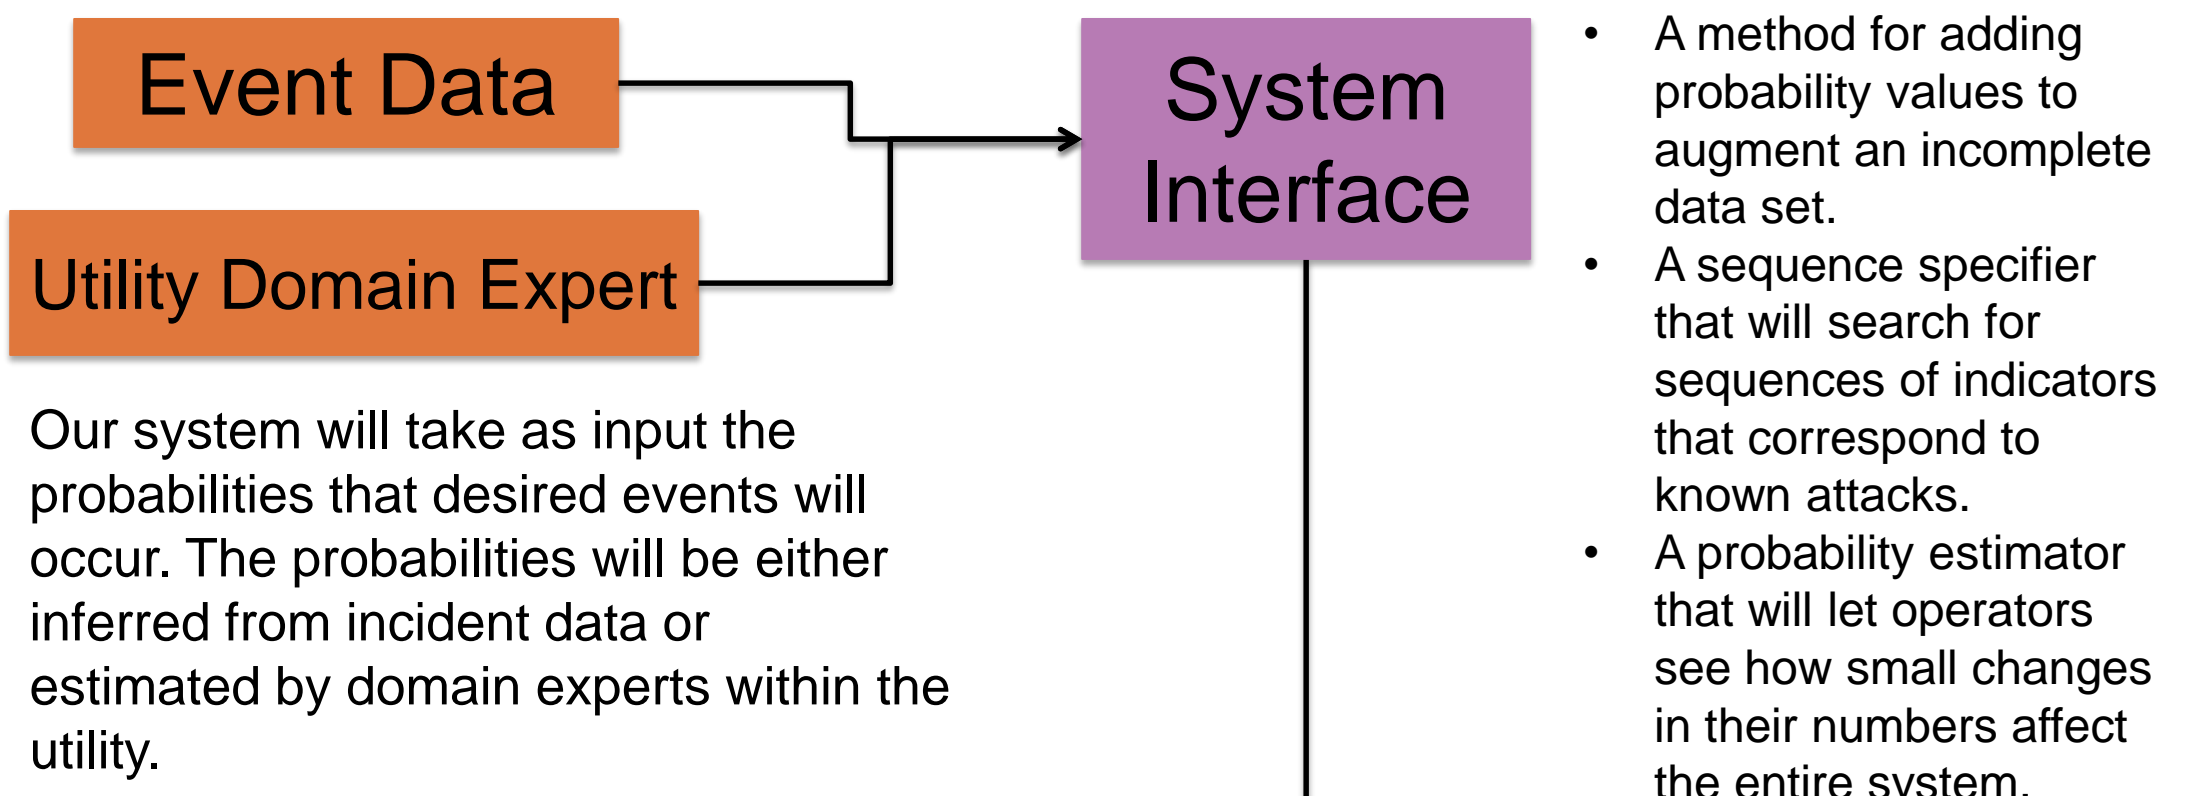 Event Data
Utility Domain Expert
System
Interface
Our system will take as input the
probabilities that desired events will
occur. The probabilities will be either
inferred from incident data or
estimated by domain experts within the
utility.
• A method for adding
probability values to
augment an incomplete
data set.
• A sequence specifier
that will search for
sequences of indicators
that correspond to
known attacks.
• A probability estimator
that will let operators
see how small changes
in their numbers affect
the entire system.